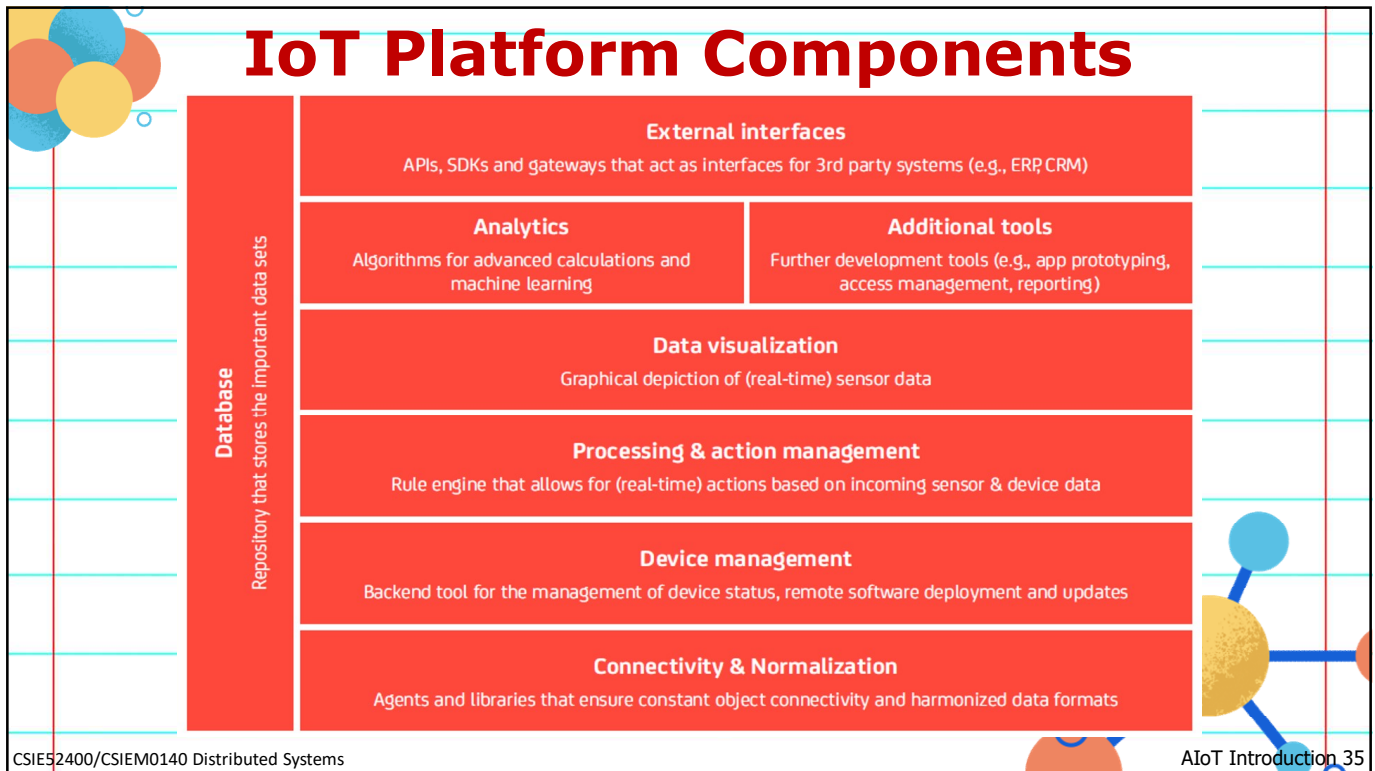 IoT Platform Components
Database
Repository that stores the important data sets
External interfaces
APIs, SDKs and gateways that act as interfaces for 3rd party systems (e.g., ERP, CRM)
Analytics
Algorithms for advanced calculations and
machine learning
Additional tools
Further development tools (e.g., app prototyping,
access management, reporting)
Data visualization
Graphical depiction of (real-time) sensor data
Processing & action management
Rule engine that allows for (real-time) actions based on incoming sensor & device data
Device management
Backend tool for the management of device status, remote software deployment and updates
Connectivity & Normalization
Agents and libraries that ensure constant object connectivity and harmonized data formats
CSIE52400/CSIEM0140 Distributed Systems
AIoT Introduction 35